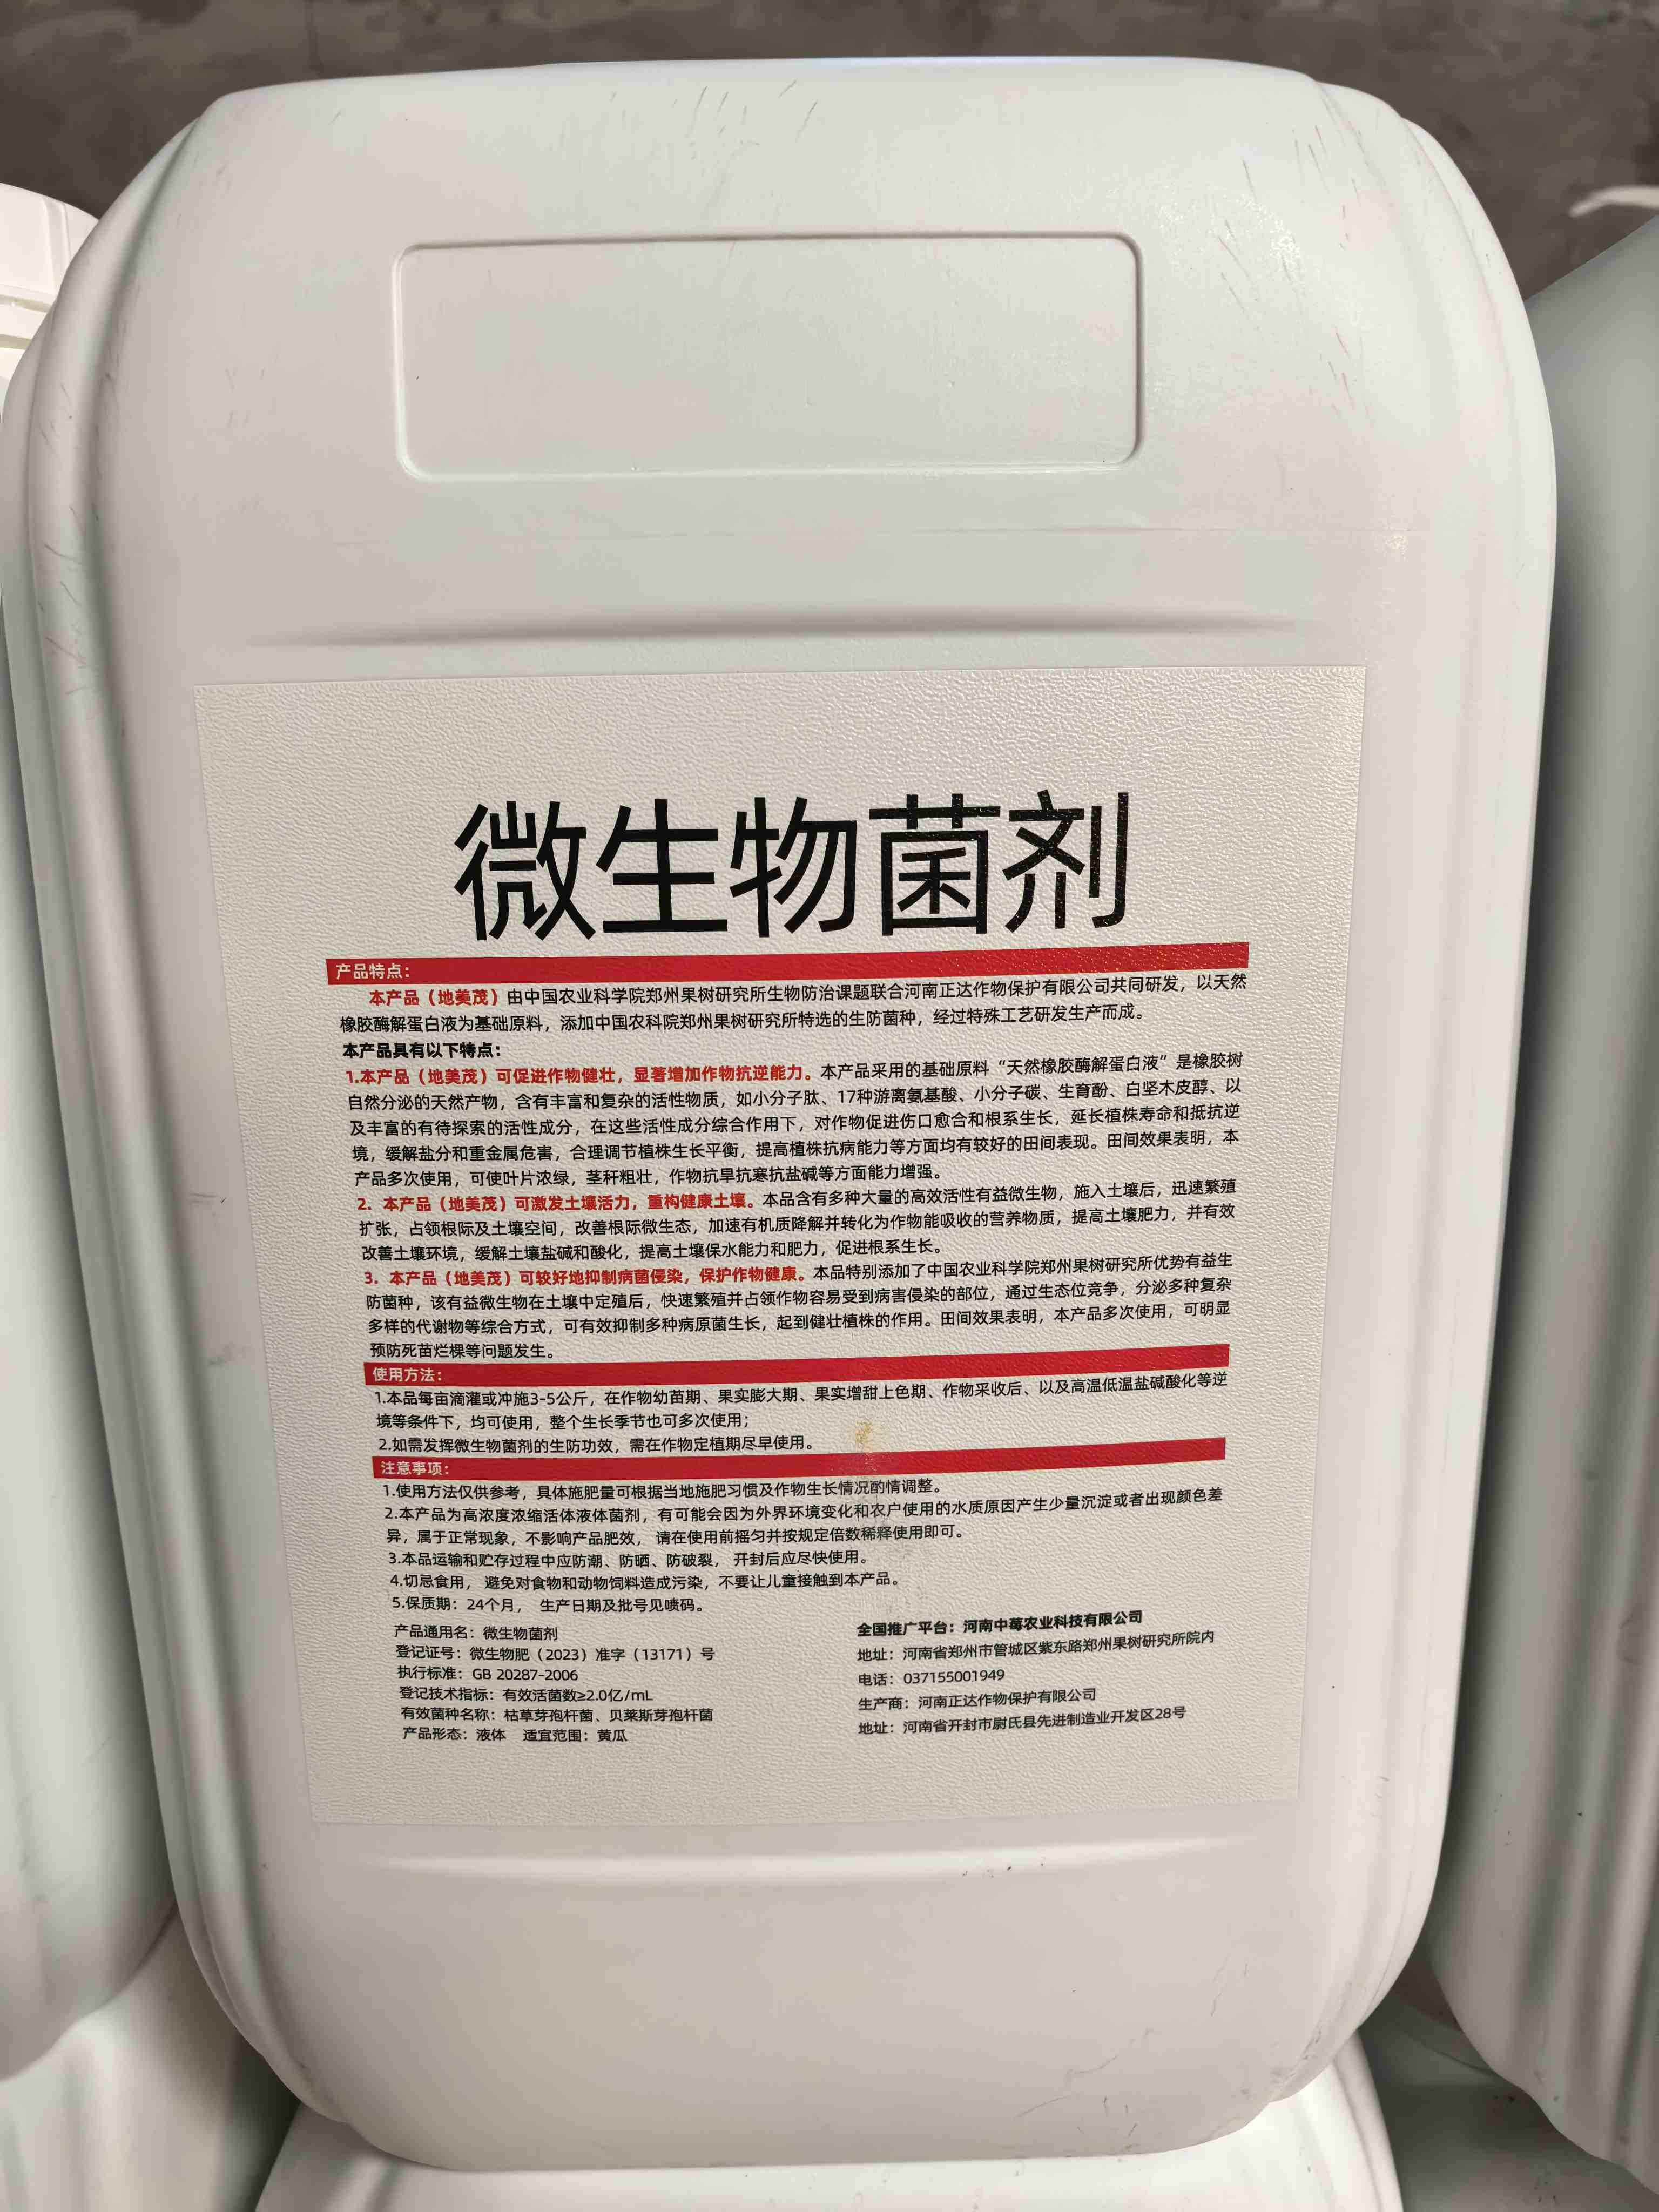 微生物菌剂
产品特点：
本产品（地美茂）由中国农业科学院郑州果树研究所生物防治课题联合河南正达作物保护有限公司共同研发，以天然
橡胶酶解蛋白液为基础原料，添加中国农科院郑州果树研究所特选的生防菌种，经过特殊工艺研发生产而成。
本产品具有以下特点：
1.本产品（地美茂）可促进作物健壮，显著增加作物抗逆能力。本产品采用的基础原料“天然橡胶酶解蛋白液”是橡胶树
自然分泌的天然产物，含有丰富和复杂的活性物质，如小分子肽、17种游离氨基酸、小分子碳、生育酚、白坚木皮醇、以
及丰富的有待探索的活性成分，在这些活性成分综合作用下，对作物促进伤口愈合和根系生长，延长植株寿命和抵抗逆
境，缓解盐分和重金属危害，合理调节植株生长平衡，提高植株抗病能力等方面均有较好的田间表现。田间效果表明，本
产品多次使用，可使叶片浓绿，茎秆粗壮，作物抗旱抗寒抗盐碱等方面能力增强。
2. 本产品（地美茂）可激发土壤活力，重构健康土壤。本品含有多种大量的高效活性有益微生物，施入土壤后，迅速繁殖
扩张，占领根际及土壤空间，改善根际微生态，加速有机质降解并转化为作物能吸收的营养物质，提高土壤肥力，并有效
改善土壤环境，缓解土壤盐碱和酸化，提高土壤保水能力和肥力，促进根系生长。
3. 本产品（地美茂）可较好地抑制病菌侵染，保护作物健康。本品特别添加了中国农业科学院郑州果树研究所优势有益生
防菌种，该有益微生物在土壤中定殖后，快速繁殖并占领作物容易受到病害侵染的部位，通过生态位竞争，分泌多种复杂
多样的代谢物等综合方式，可有效抑制多种病原菌生长，起到健壮植株的作用。田间效果表明，本产品多次使用，可明显
预防死苗烂棵等问题发生。
使用方法：
1.本品每亩滴灌或冲施3-5公斤，在作物幼苗期、果实膨大期、果实增甜上色期、作物采收后、以及高温低温盐碱酸化等逆
境等条件下，均可使用，整个生长季节也可多次使用；
2.如需发挥微生物菌剂的生防功效，需在作物定植期尽早使用。
注意事项：
1.使用方法仅供参考，具体施肥量可根据当地施肥习惯及作物生长情况酌情调整。
2.本产品为高浓度浓缩活体液体菌剂，有可能会因为外界环境变化和农户使用的水质原因产生少量沉淀或者出现颜色差
异，属于正常现象，不影响产品肥效， 请在使用前摇匀并按规定倍数稀释使用即可。
3.本品运输和贮存过程中应防潮、防晒、防破裂， 开封后应尽快使用。
4.切忌食用， 避免对食物和动物饲料造成污染，不要让儿童接触到本产品。
5.保质期：24个月， 生产日期及批号见喷码。
产品通用名：微生物菌剂
登记证号：微生物肥（2023）准字（13171）号
执行标准：GB 20287-2006
登记技术指标：有效活菌数≥2.0亿/mL
有效菌种名称：枯草芽孢杆菌、贝莱斯芽孢杆菌
产品形态：液体 适宜范围：黄瓜
全国推广平台：河南中莓农业科技有限公司
地址：河南省郑州市管城区紫东路郑州果树研究所院内
电话：037155001949
生产商：河南正达作物保护有限公司
地址：河南省开封市尉氏县先进制造业开发区28号